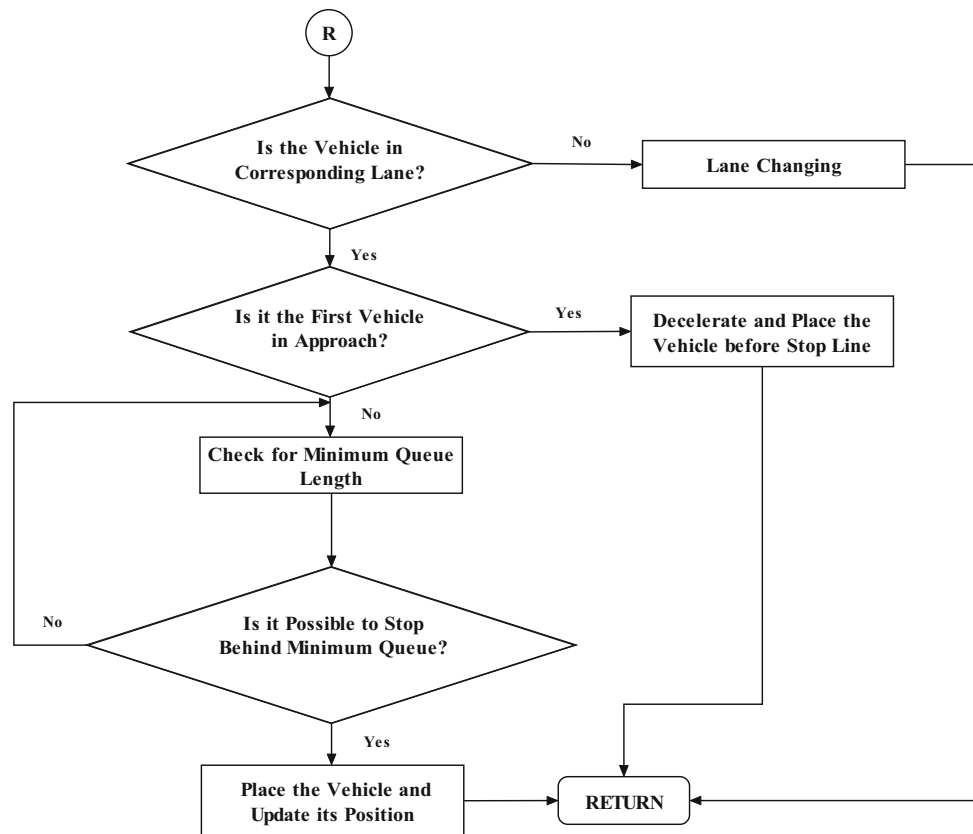 R
Is the Vehicle in
Corresponding Lane?
No
Lane Changing
Yes
Is it the First Vehicle
in Approach?
Yes
Decelerate and Place the
Vehicle before Stop Line
No
Check for Minimum Queue
Length
Is it Possible to Stop
Behind Minimum Queue?
No
Yes
Place the Vehicle and
Update its Position
RETURN